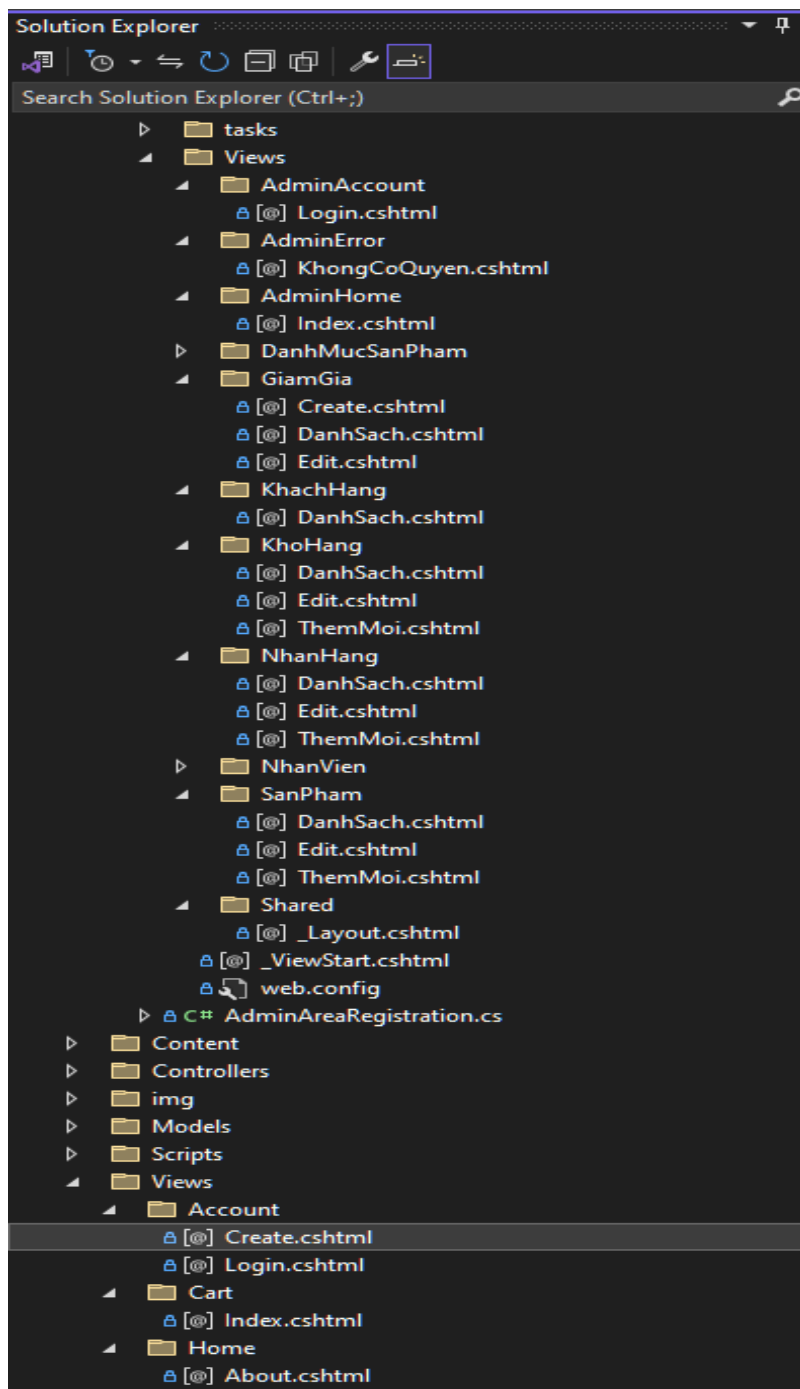 Solution Explorer
Search Solution Explorer (Ctrl+;)
tasks
Views
AdminAccount
[@] Login.cshtml
AdminError
[@] KhongCoQuyen.cshtml
AdminHome
[@] Index.cshtml
DanhMucSanPham
GiamGia
[@] Create.cshtml
[@] DanhSach.cshtml
[@] Edit.cshtml
KhachHang
[@] DanhSach.cshtml
KhoHang
[@] DanhSach.cshtml
[@] Edit.cshtml
[@] ThemMoi.cshtml
NhanHang
[@] DanhSach.cshtml
[@] Edit.cshtml
[@] ThemMoi.cshtml
NhanVien
SanPham
[@] DanhSach.cshtml
[@] Edit.cshtml
[@] ThemMoi.cshtml
Shared
[@] _Layout.cshtml
[@] _ViewStart.cshtml
web.config
C# AdminAreaRegistration.cs
Content
Controllers
img
Models
Scripts
Views
Account
[@] Create.cshtml
[@] Login.cshtml
Cart
[@] Index.cshtml
Home
[@] About.cshtml